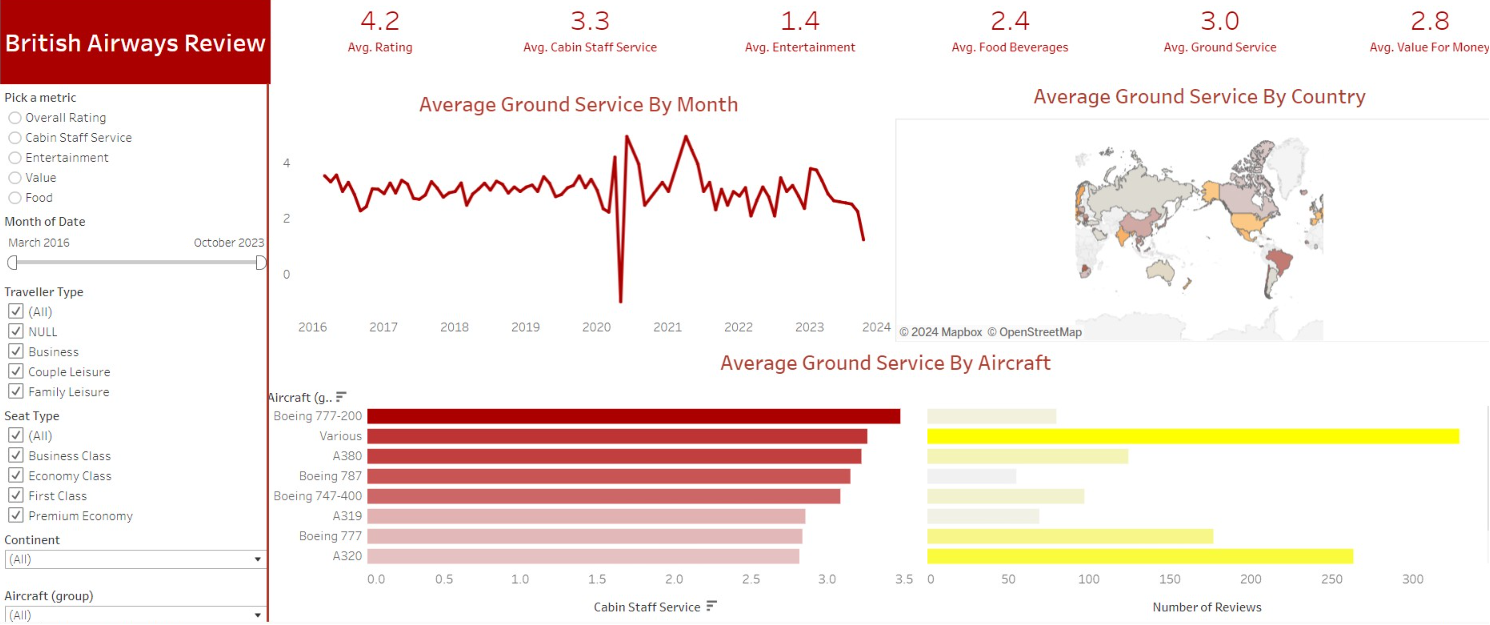 British Airways Review
4.2
Avg. Rating
3.3
Avg. Cabin Staff Service
1.4
Avg. Entertainment
2.4
Avg. Food Beverages
3.0
Avg. Ground Service
2.8
Avg. Value For Money
Pick a metric
Overall Rating
Cabin Staff Service
Entertainment
Value
Food
Month of Date
March 2016 October 2023
Traveller Type
(All)
NULL
Business
Couple Leisure
Family Leisure
Seat Type
(All)
Business Class
Economy Class
First Class
Premium Economy
Continent
(All)
Aircraft (group)
(All)
Average Ground Service By Month
4
2
0
2016 2017 2018 2019 2020 2021 2022 2023 2024
Average Ground Service By Country
© 2024 Mapbox © OpenStreetMap
Average Ground Service By Aircraft
Aircraft (g..
Boeing 777-200
Various
A380
Boeing 787
Boeing 747-400
A319
Boeing 777
A320
0.0 0.5 1.0 1.5 2.0 2.5 3.0 3.5
Cabin Staff Service
0 50 100 150 200 250 300
Number of Reviews